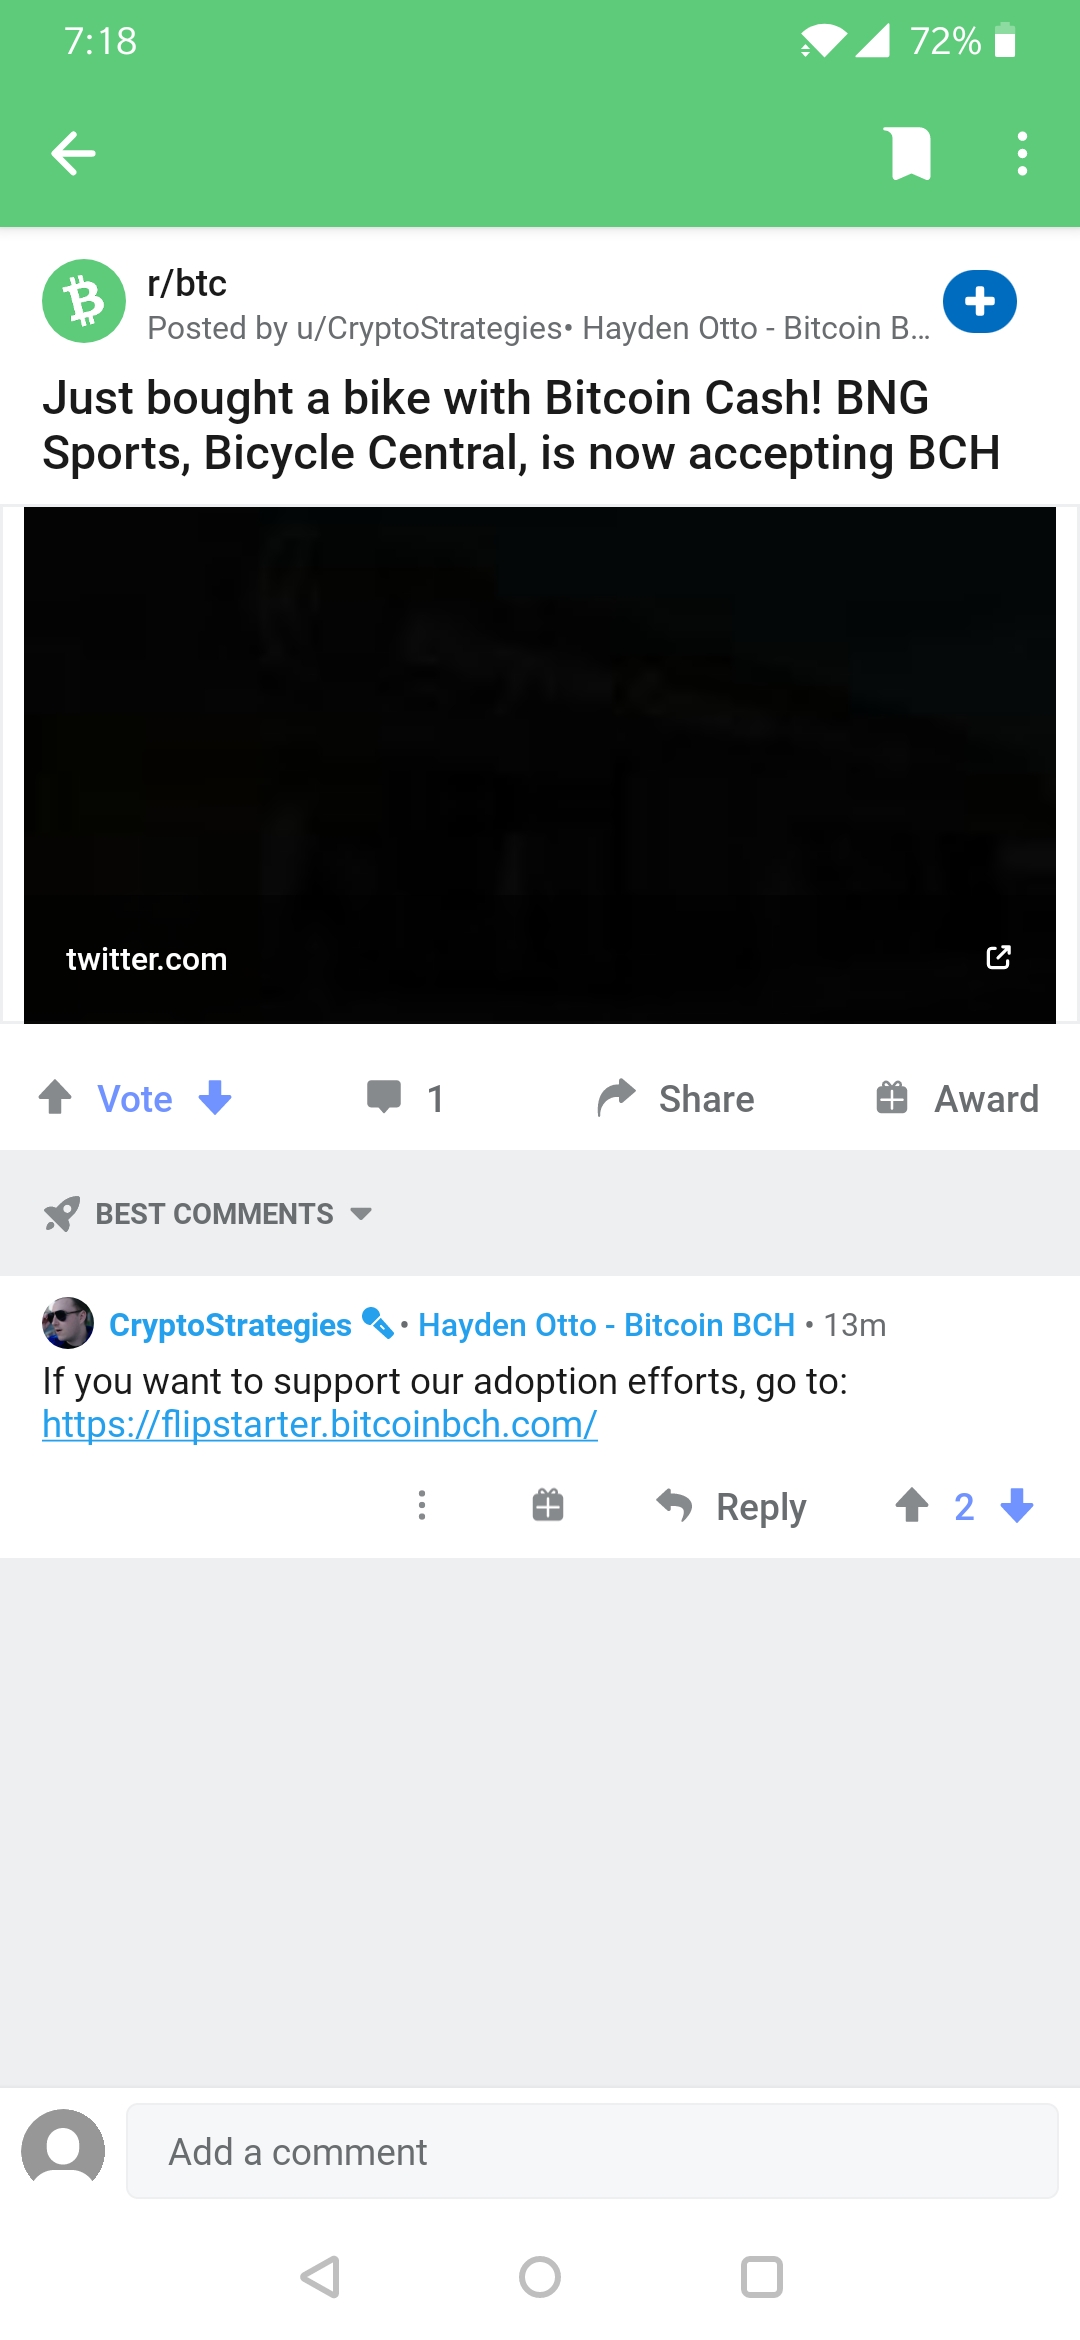 7:18
72%
r/btc
Posted by u/CryptoStrategies• Hayden Otto - Bitcoin B...
Just bought a bike with Bitcoin Cash! BNG
Sports, Bicycle Central, is now accepting BCH
twitter.com
Vote
1
Share
Award
BEST COMMENTS
CryptoStrategies • Hayden Otto - Bitcoin BCH • 13m
If you want to support our adoption efforts, go to:
https://flipstarter.bitcoinbch.com/
Reply
2
Add a comment